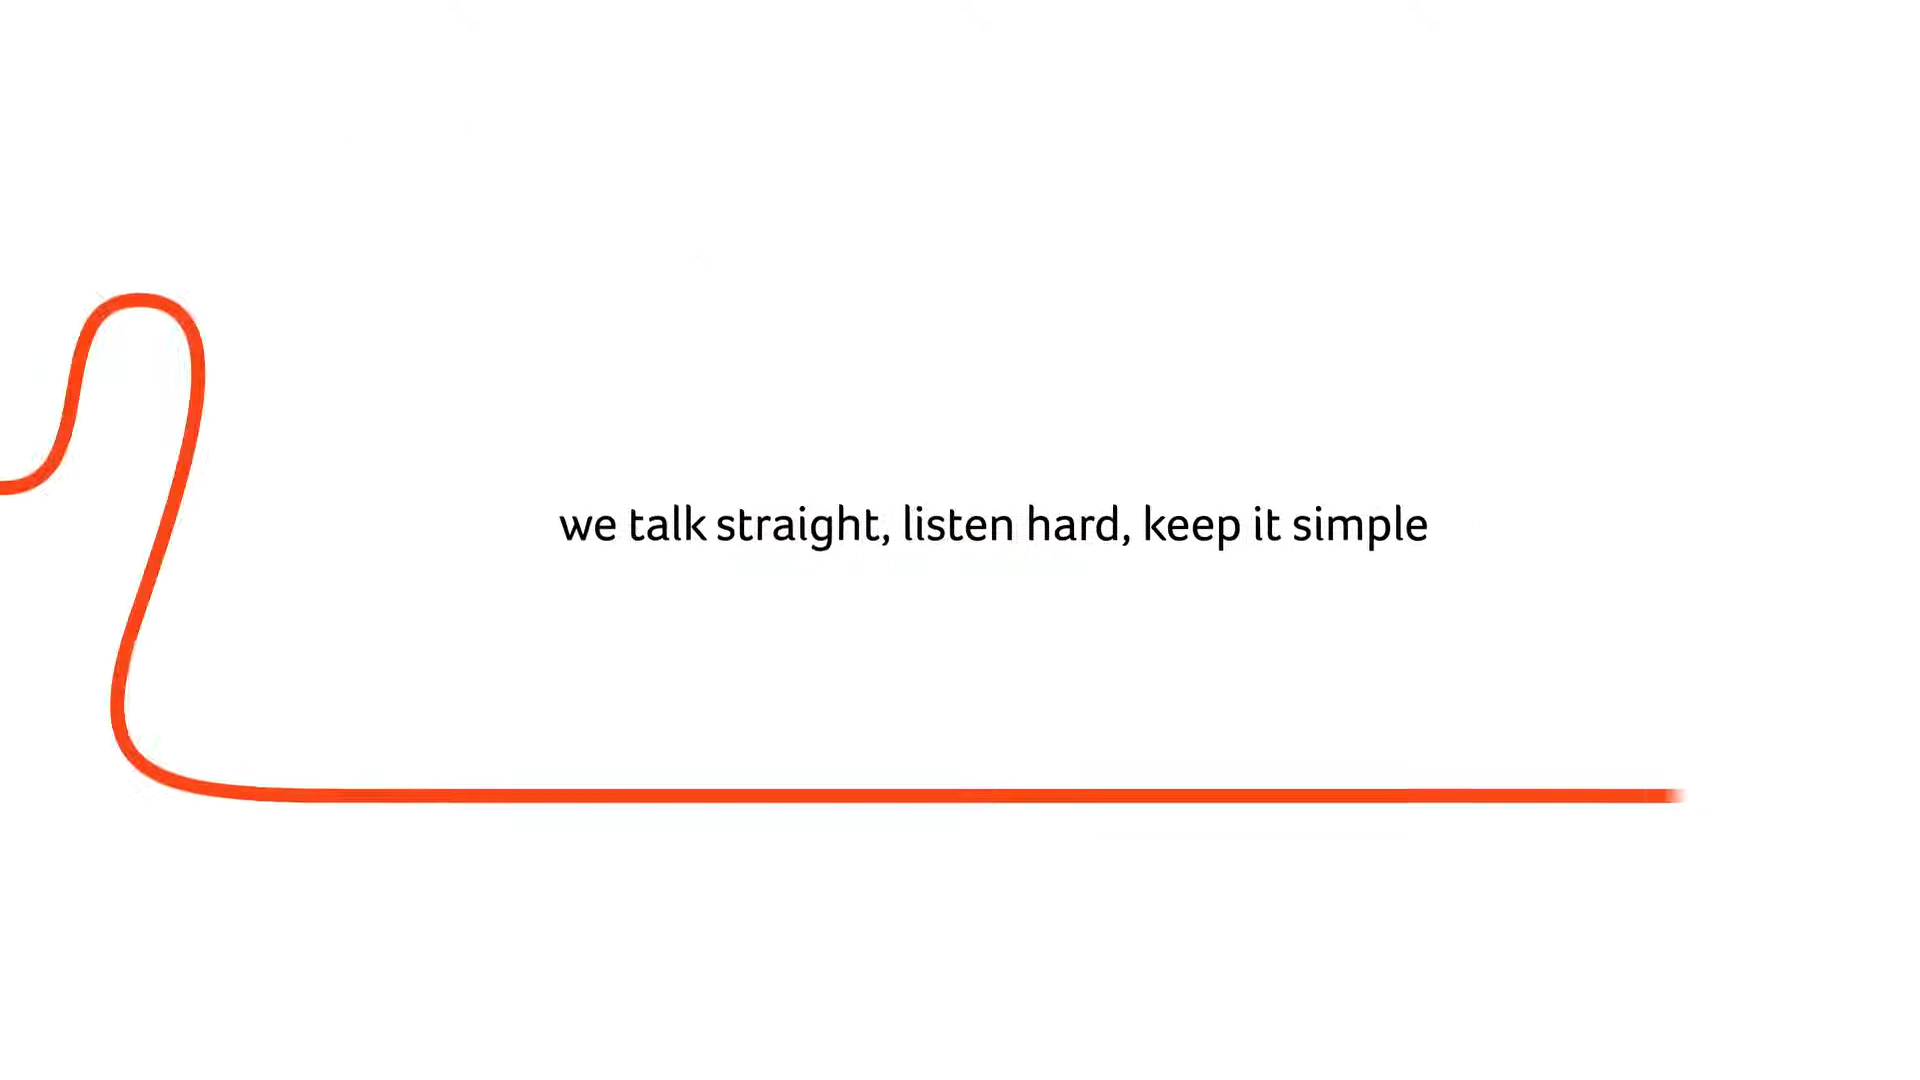 we talk straight, listen hard, keep it simple